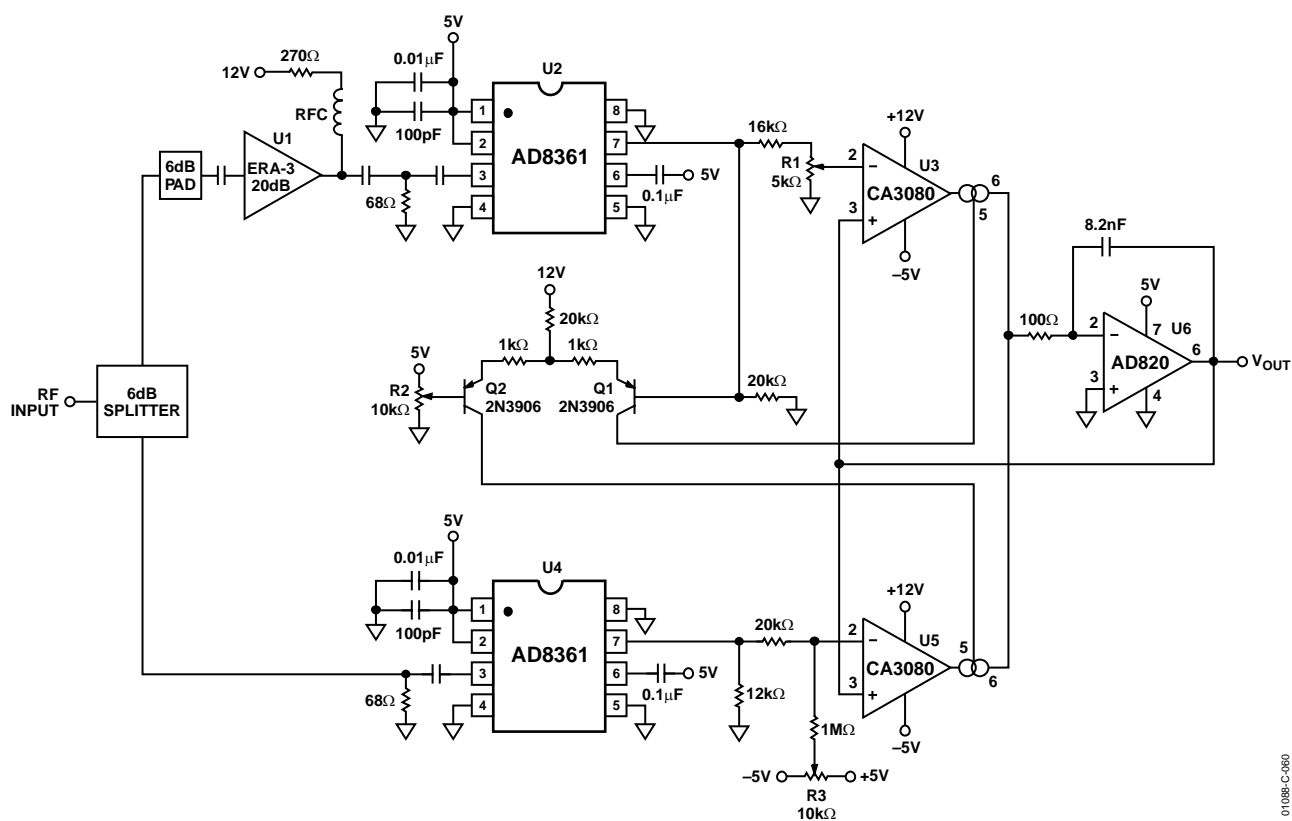 5V
270Ω
0.01μF
12V
U2
RFC
100pF
1
8
2
7
3
6
4
5
AD8361
U1
ERA-3
20dB
6dB
PAD
68Ω
0.1μF
5V
16kΩ
R1
5kΩ
+12V
2
–
U3
CA3080
3
+
–5V
6
5
8.2nF
12V
20kΩ
1kΩ
1kΩ
5V
R2
10kΩ
Q2
2N3906
Q1
2N3906
20kΩ
100Ω
5V
2
–
7
U6
AD820
6
3
+
4
VOUT
RF
INPUT
6dB
SPLITTER
5V
0.01μF
U4
100pF
1
8
2
7
3
6
4
5
AD8361
68Ω
0.1μF
5V
20kΩ
12kΩ
1MΩ
–5V
+5V
R3
10kΩ
+12V
2
–
U5
CA3080
3
+
–5V
5
6
01088-C-060